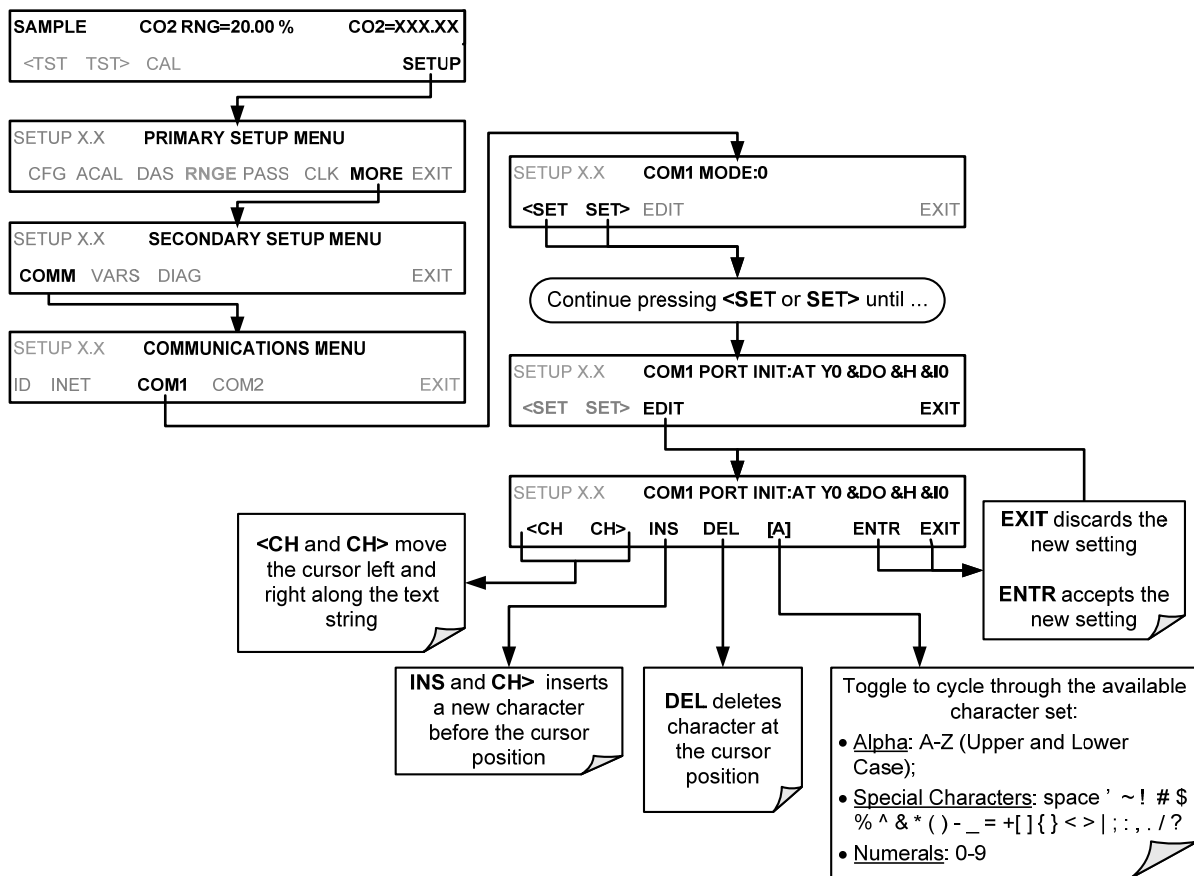 SAMPLE CO2 RNG=20.00 % CO2=XXX.XX
<TST TST> CAL SETUP
SETUP X.X PRIMARY SETUP MENU
CFG ACAL DAS RNGE PASS CLK MORE EXIT
SETUP X.X SECONDARY SETUP MENU
COMM VARS DIAG EXIT
SETUP X.X COMMUNICATIONS MENU
ID INET COM1 COM2 EXIT
SETUP X.X COM1 MODE:0
<SET SET> EDIT EXIT
Continue pressing <SET or SET> until ...
SETUP X.X COM1 PORT INIT:AT Y0 &DO &H &I0
<SET SET> EDIT EXIT
SETUP X.X COM1 PORT INIT:AT Y0 &DO &H &I0
<CH CH> INS DEL [A] ENTR EXIT
<CH and CH> move
the cursor left and
right along the text
string
EXIT discards the
new setting
ENTR accepts the
new setting
INS and CH> inserts
a new character
before the cursor
position
DEL deletes
character at
the cursor
position
Toggle to cycle through the available
character set:
• Alpha: A-Z (Upper and Lower
Case);
• Special Characters: space ' ~ ! # $
% ^ & * ( ) - _ = +[ ] { } < > | ; : , . / ?
• Numerals: 0-9